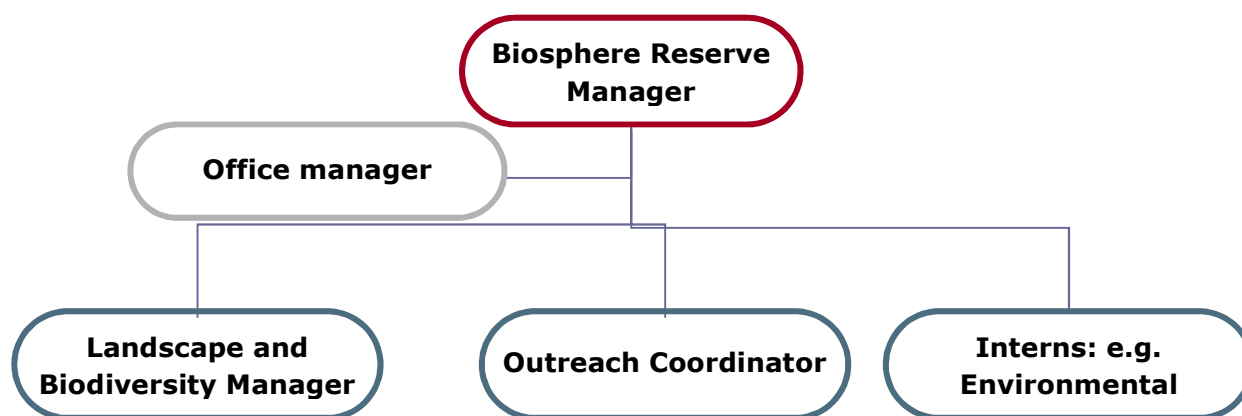 Biosphere Reserve
Manager
Office manager
Landscape and
Biodiversity Manager
Outreach Coordinator
Interns: e.g.
Environmental